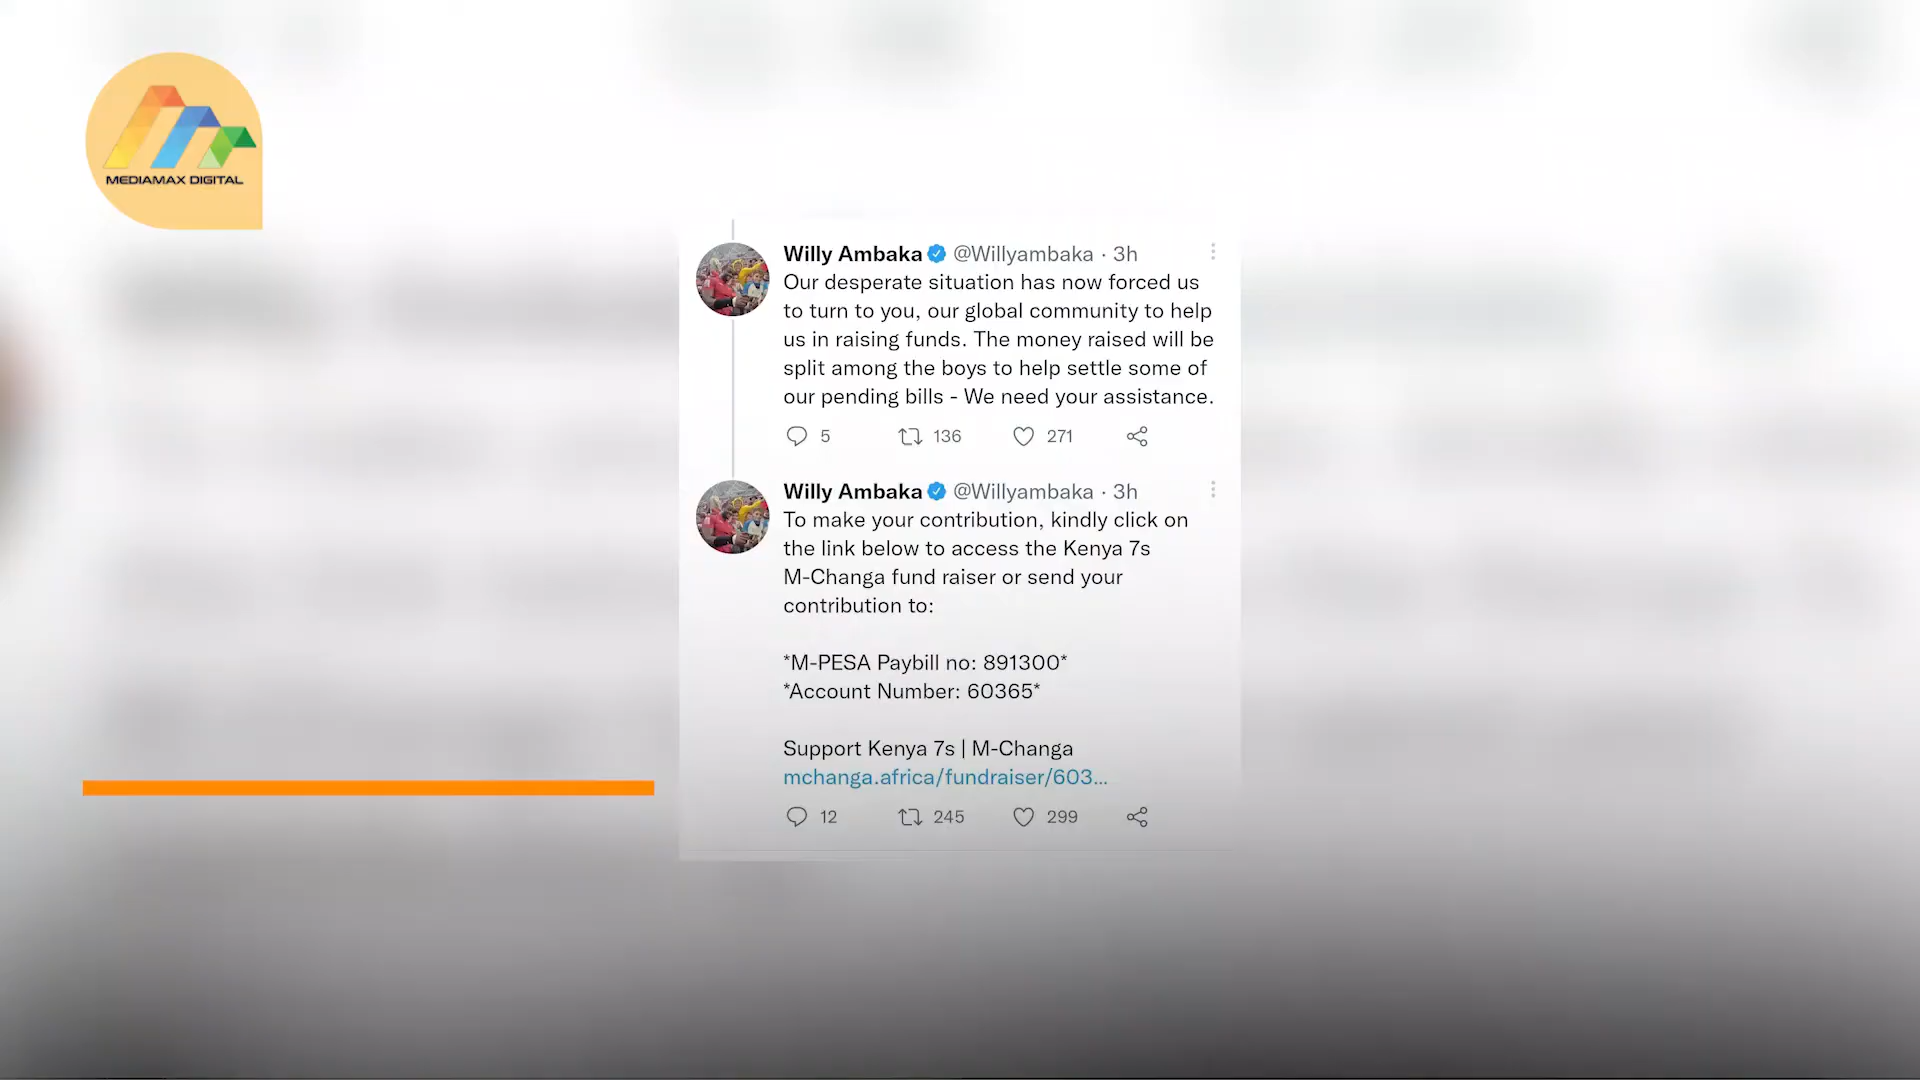 MEDIAMAX DIGITAL
Willy Ambaka @Willyambaka · 3h
Our desperate situation has now forced us
to turn to you, our global community to help
us in raising funds. The money raised will be
split among the boys to help settle some of
our pending bills - We need your assistance.
5 136 271
Willy Ambaka @Willyambaka · 3h
To make your contribution, kindly click on
the link below to access the Kenya 7s
M-Changa fund raiser or send your
contribution to:
*M-PESA Paybill no: 891300*
*Account Number: 60365*
Support Kenya 7s | M-Changa
mchanga.africa/fundraiser/603...
12 245 299